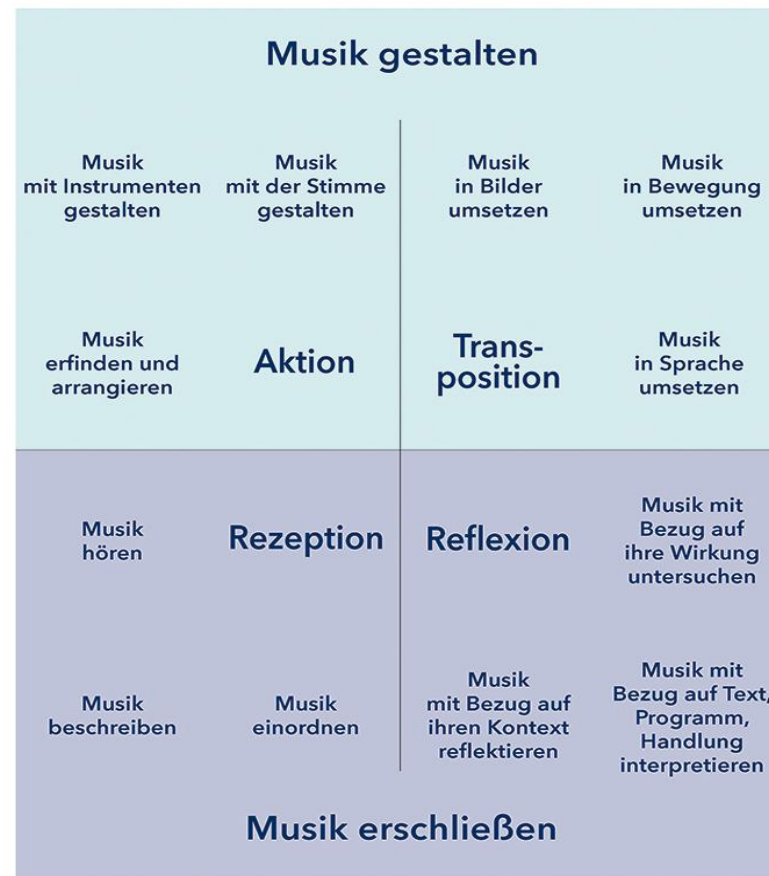 Musik gestalten
Musik
mit Instrumenten
gestalten
Musik
mit der Stimme
gestalten
Musik
in Bilder
umsetzen
Musik
in Bewegung
umsetzen
Musik
erfinden und
arrangieren
Aktion
Trans-
position
Musik
in Sprache
umsetzen
Musik
hören
Rezeption
Reflexion
Musik mit
Bezug auf
ihre Wirkung
untersuchen
Musik
beschreiben
Musik
einordnen
Musik
mit Bezug auf
ihren Kontext
reflektieren
Musik mit
Bezug auf Text,
Programm,
Handlung
interpretieren
Musik erschließen